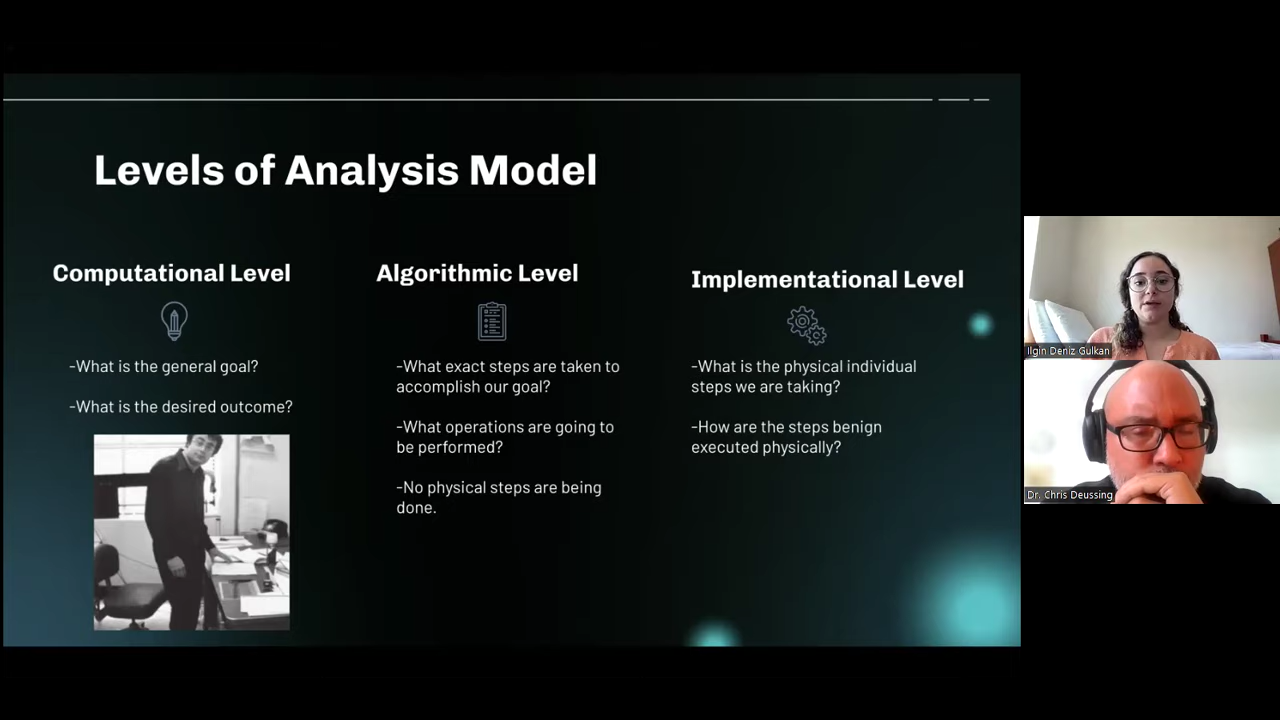 Levels of Analysis Model
Computational Level
-What is the general goal?
-What is the desired outcome?
Algorithmic Level
-What exact steps are taken to
accomplish our goal?
-What operations are going to
be performed?
-No physical steps are being
done.
Implementational Level
-What is the physical individual
steps we are taking?
-How are the steps benign
executed physically?
Ilgin Deniz Gulkan
Dr. Chris Deussing